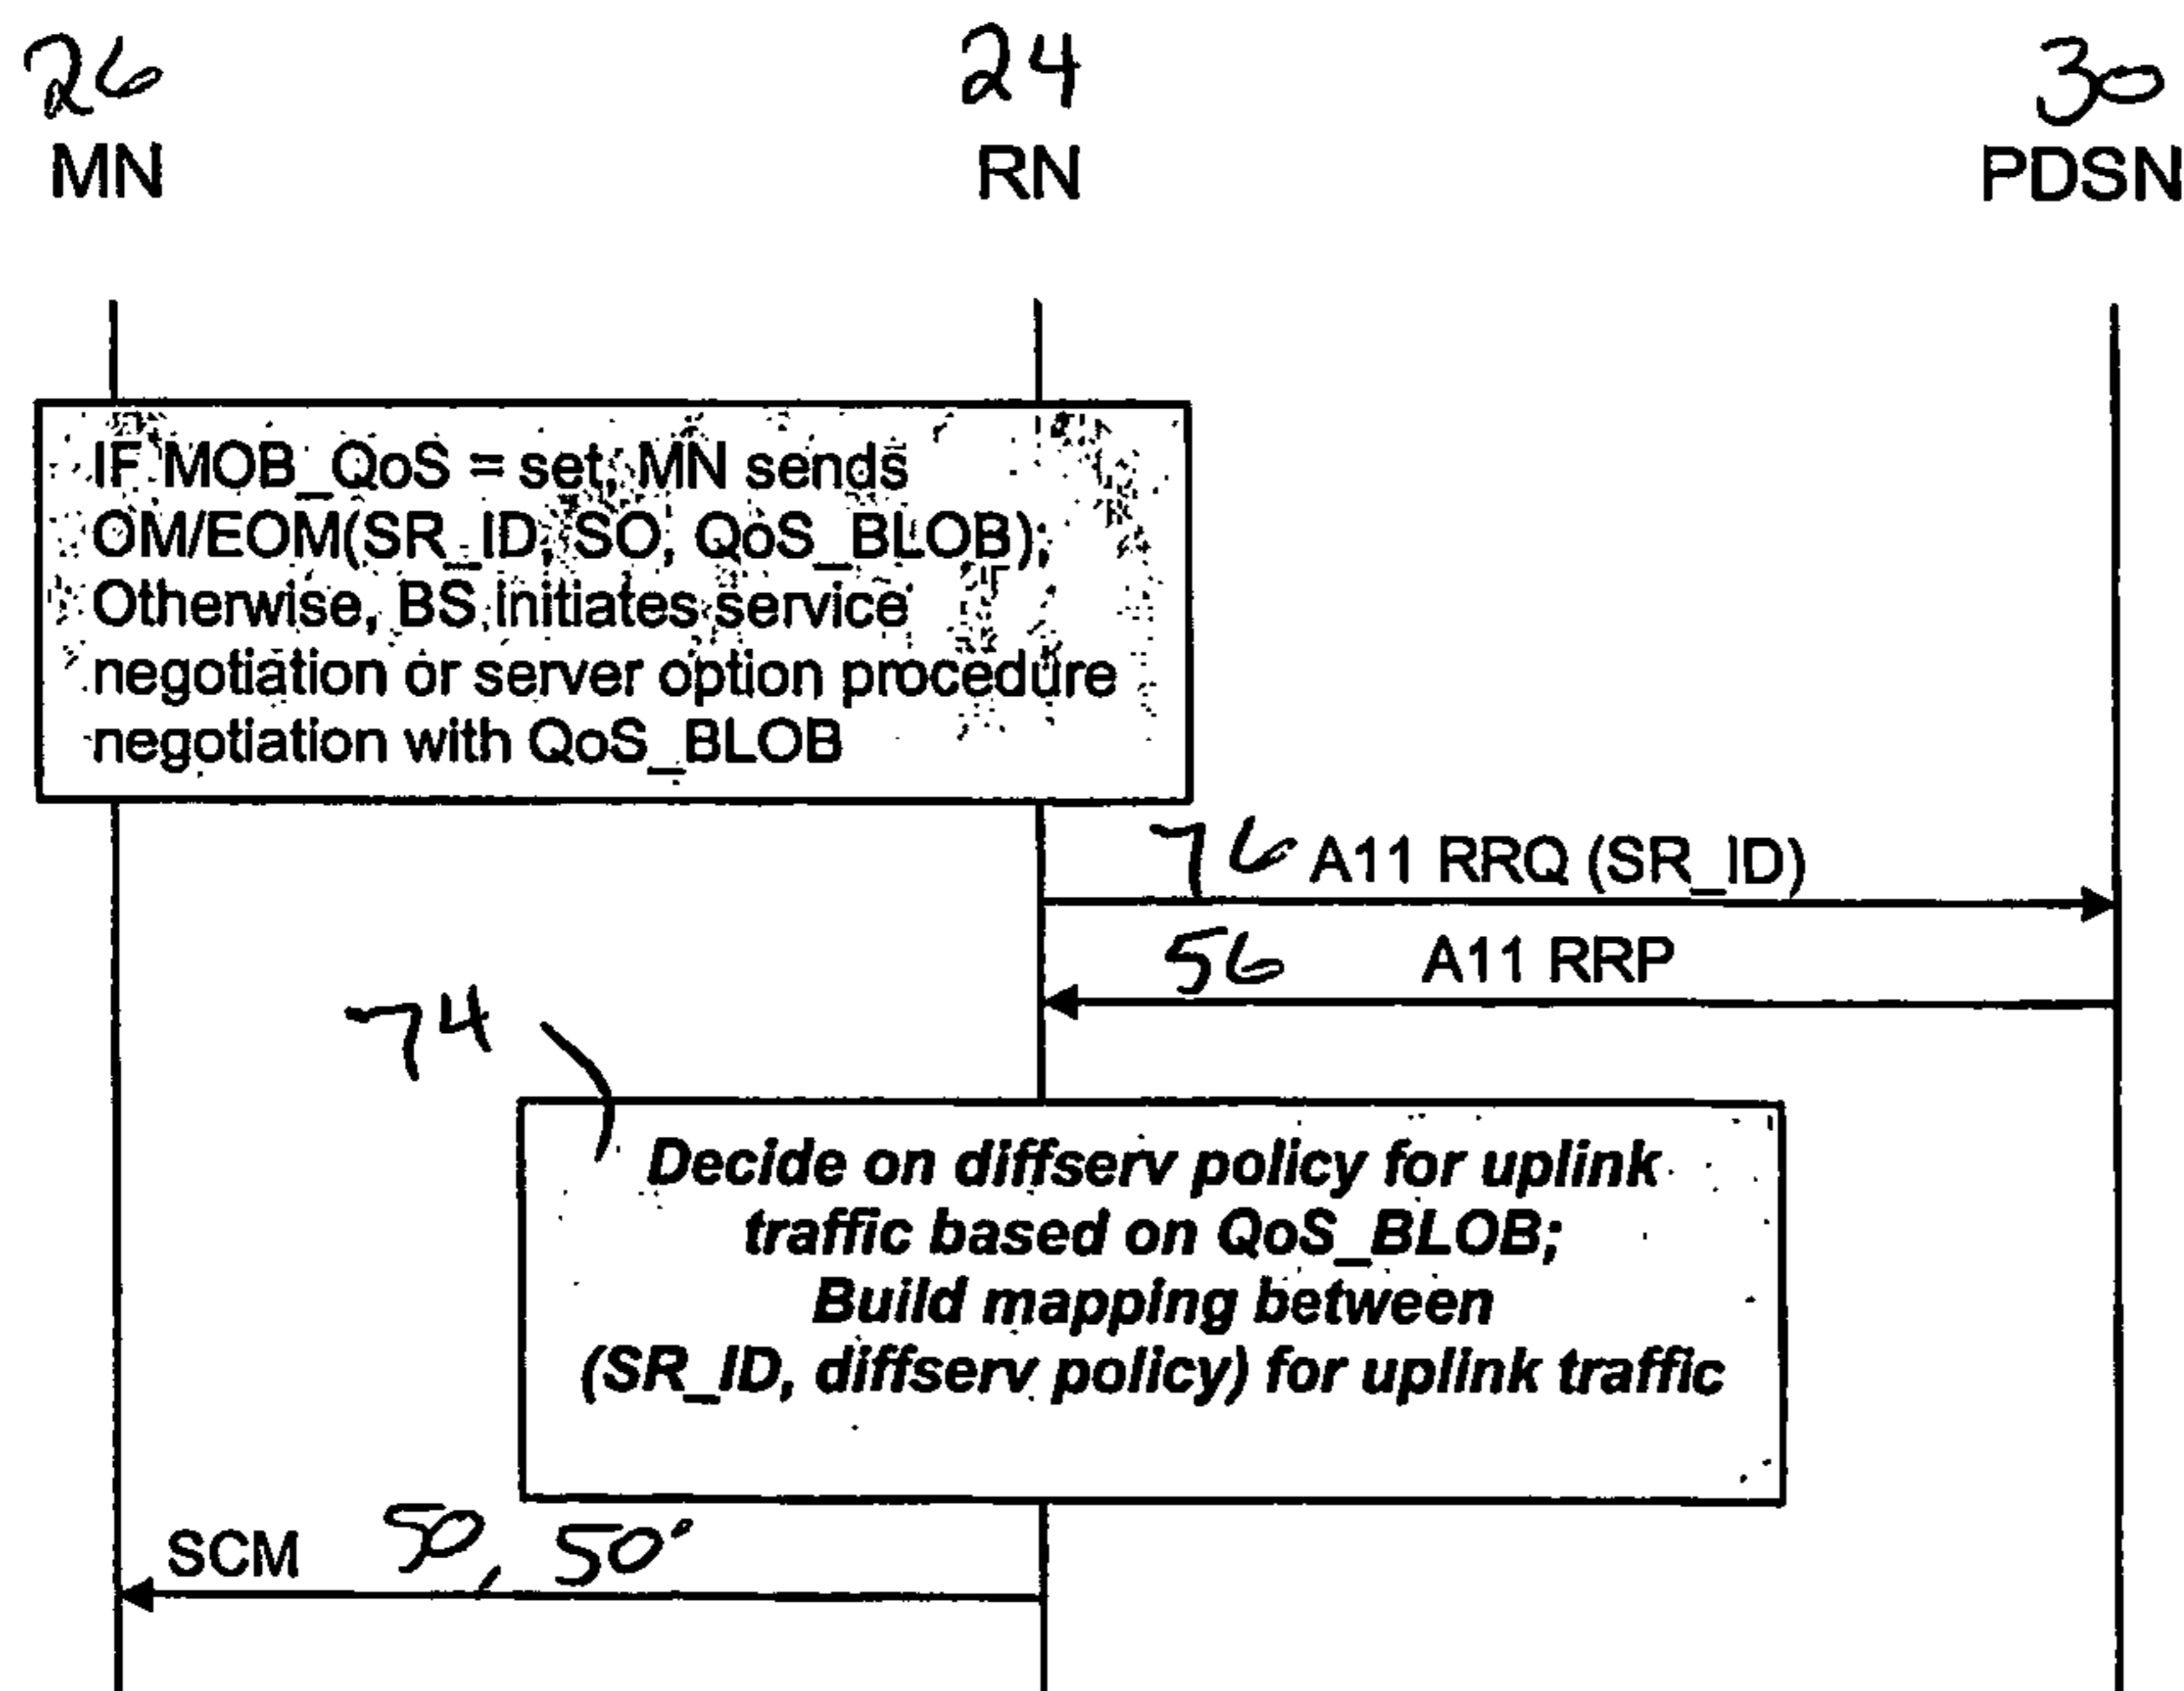 26 24 30
MN RN PDSN
IF MOB_QoS = set, MN sends
OM/EOM(SR_ID, SO, QoS_BLOB);
Otherwise, BS initiates service
negotiation or server option procedure
negotiation with QoS_BLOB
76 A11 RRQ (SR_ID)
56 A11 RRP
74
Decide on diffserv policy for uplink
traffic based on QoS_BLOB;
Build mapping between
(SR_ID, diffserv policy) for uplink traffic
SCM 50, 50'